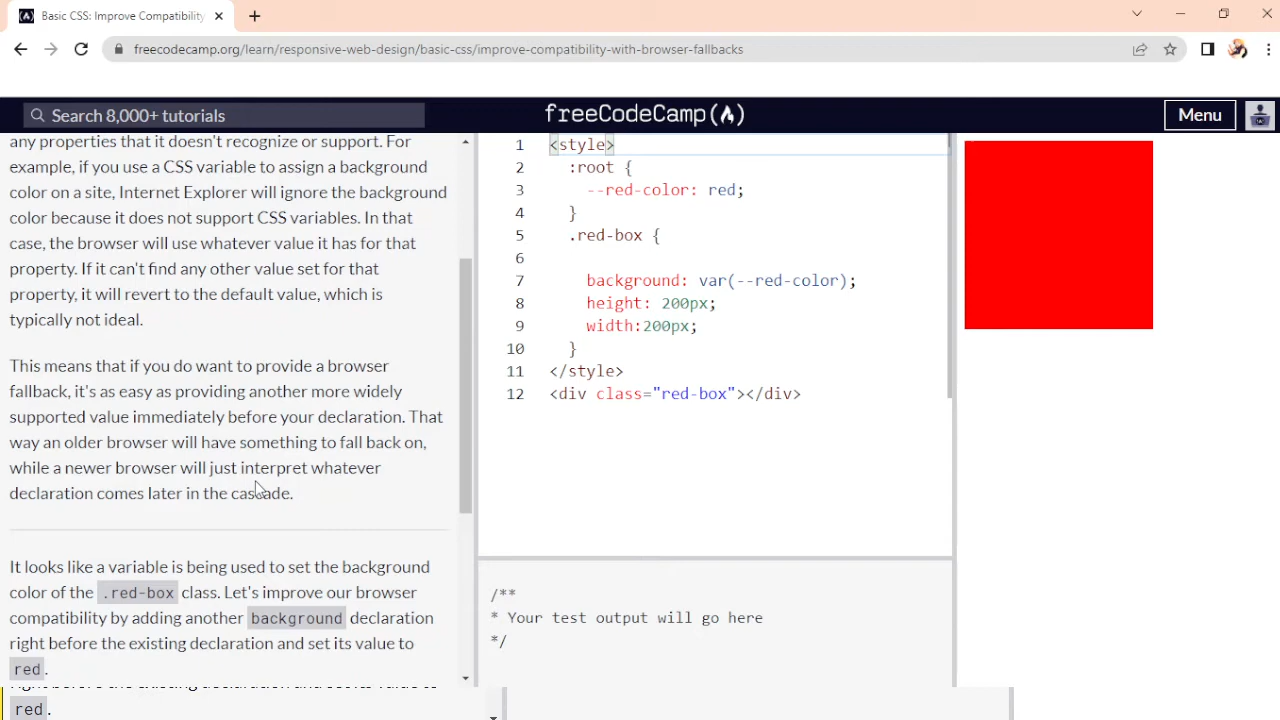 Basic CSS: Improve Compatibility
freecodecamp.org/learn/responsive-web-design/basic-css/improve-compatibility-with-browser-fallbacks
Search 8,000+ tutorials
freeCodeCamp
Menu
any properties that it doesn't recognize or support. For
example, if you use a CSS variable to assign a background
color on a site, Internet Explorer will ignore the background
color because it does not support CSS variables. In that
case, the browser will use whatever value it has for that
property. If it can't find any other value set for that
property, it will revert to the default value, which is
typically not ideal.
This means that if you do want to provide a browser
fallback, it's as easy as providing another more widely
supported value immediately before your declaration. That
way an older browser will have something to fall back on,
while a newer browser will just interpret whatever
declaration comes later in the cascade.
It looks like a variable is being used to set the background
color of the .red-box class. Let's improve our browser
compatibility by adding another background declaration
right before the existing declaration and set its value to
red.
red.
1 <style>
2 :root {
3 --red-color: red;
4 }
5 .red-box {
6
7 background: var(--red-color);
8 height: 200px;
9 width:200px;
10 }
11 </style>
12 <div class="red-box"></div>
/**
* Your test output will go here
*/